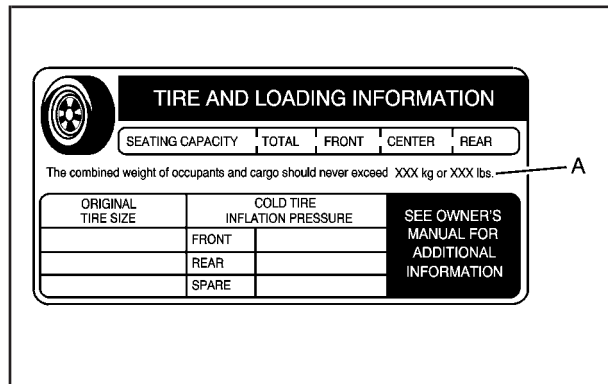 TIRE AND LOADING INFORMATION
SEATING CAPACITY TOTAL FRONT CENTER REAR
The combined weight of occupants and cargo should never exceed XXX kg or XXX lbs.
A
ORIGINAL
TIRE SIZE
COLD TIRE
INFLATION PRESSURE
FRONT
REAR
SPARE
SEE OWNER'S
MANUAL FOR
ADDITIONAL
INFORMATION